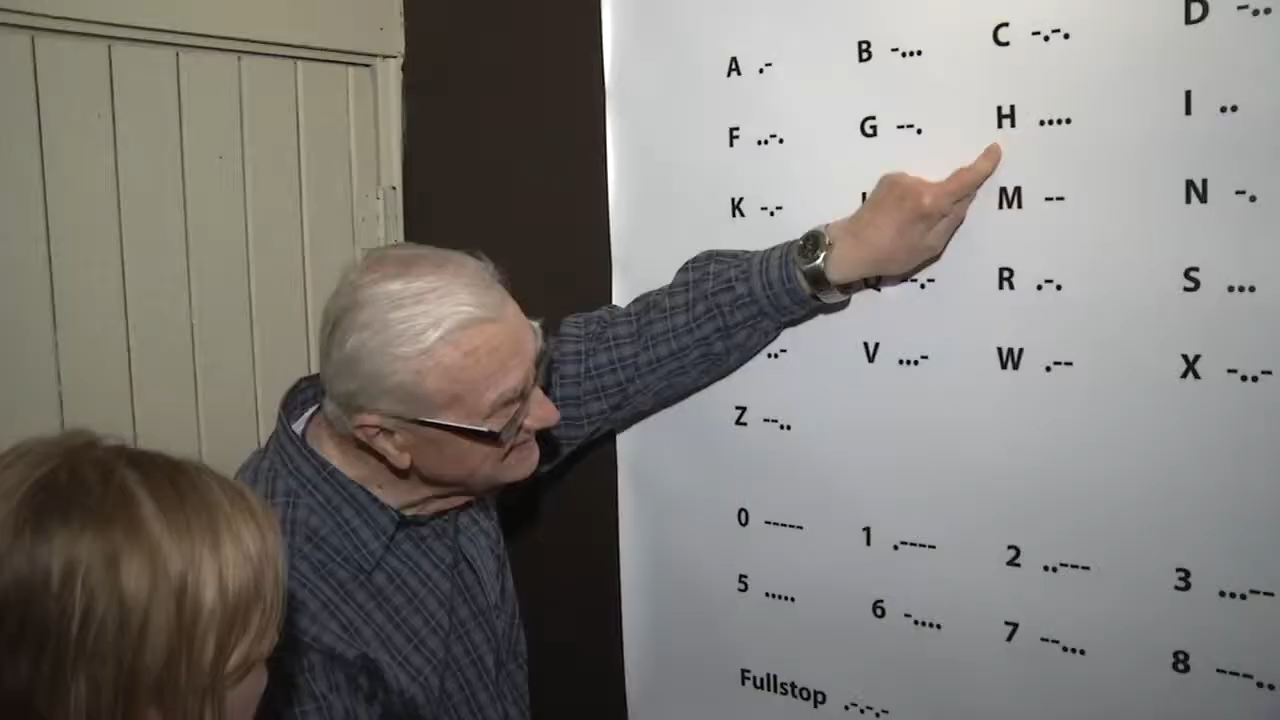 A .- B -... C -.-. D -..
F ..-. G --. H .... I ..
K -.- M -- N -.
--.- R .-. S ...
..- V ...- W .-- X -..-
Z --..
0 ----- 1 .---- 2 ..--- 3 ...--
5 ..... 6 -.... 7 --... 8 ---..
Fullstop .-.-.-